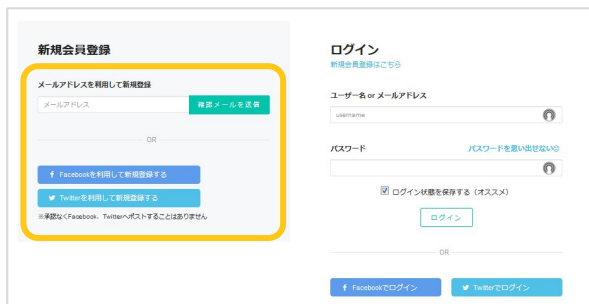 新規会員登録
メールアドレスを利用して新規登録
メールアドレス
確認メールを送信
OR
Facebookを利用して新規登録する
Twitterを利用して新規登録する
※承認なくFacebook、Twitterへポストすることはありません
ログイン
新規会員登録はこちら
ユーザー名 or メールアドレス
username
パスワード
パスワードを思い出せない☹
ログイン状態を保存する（オススメ）
ログイン
OR
Facebookでログイン
Twitterでログイン